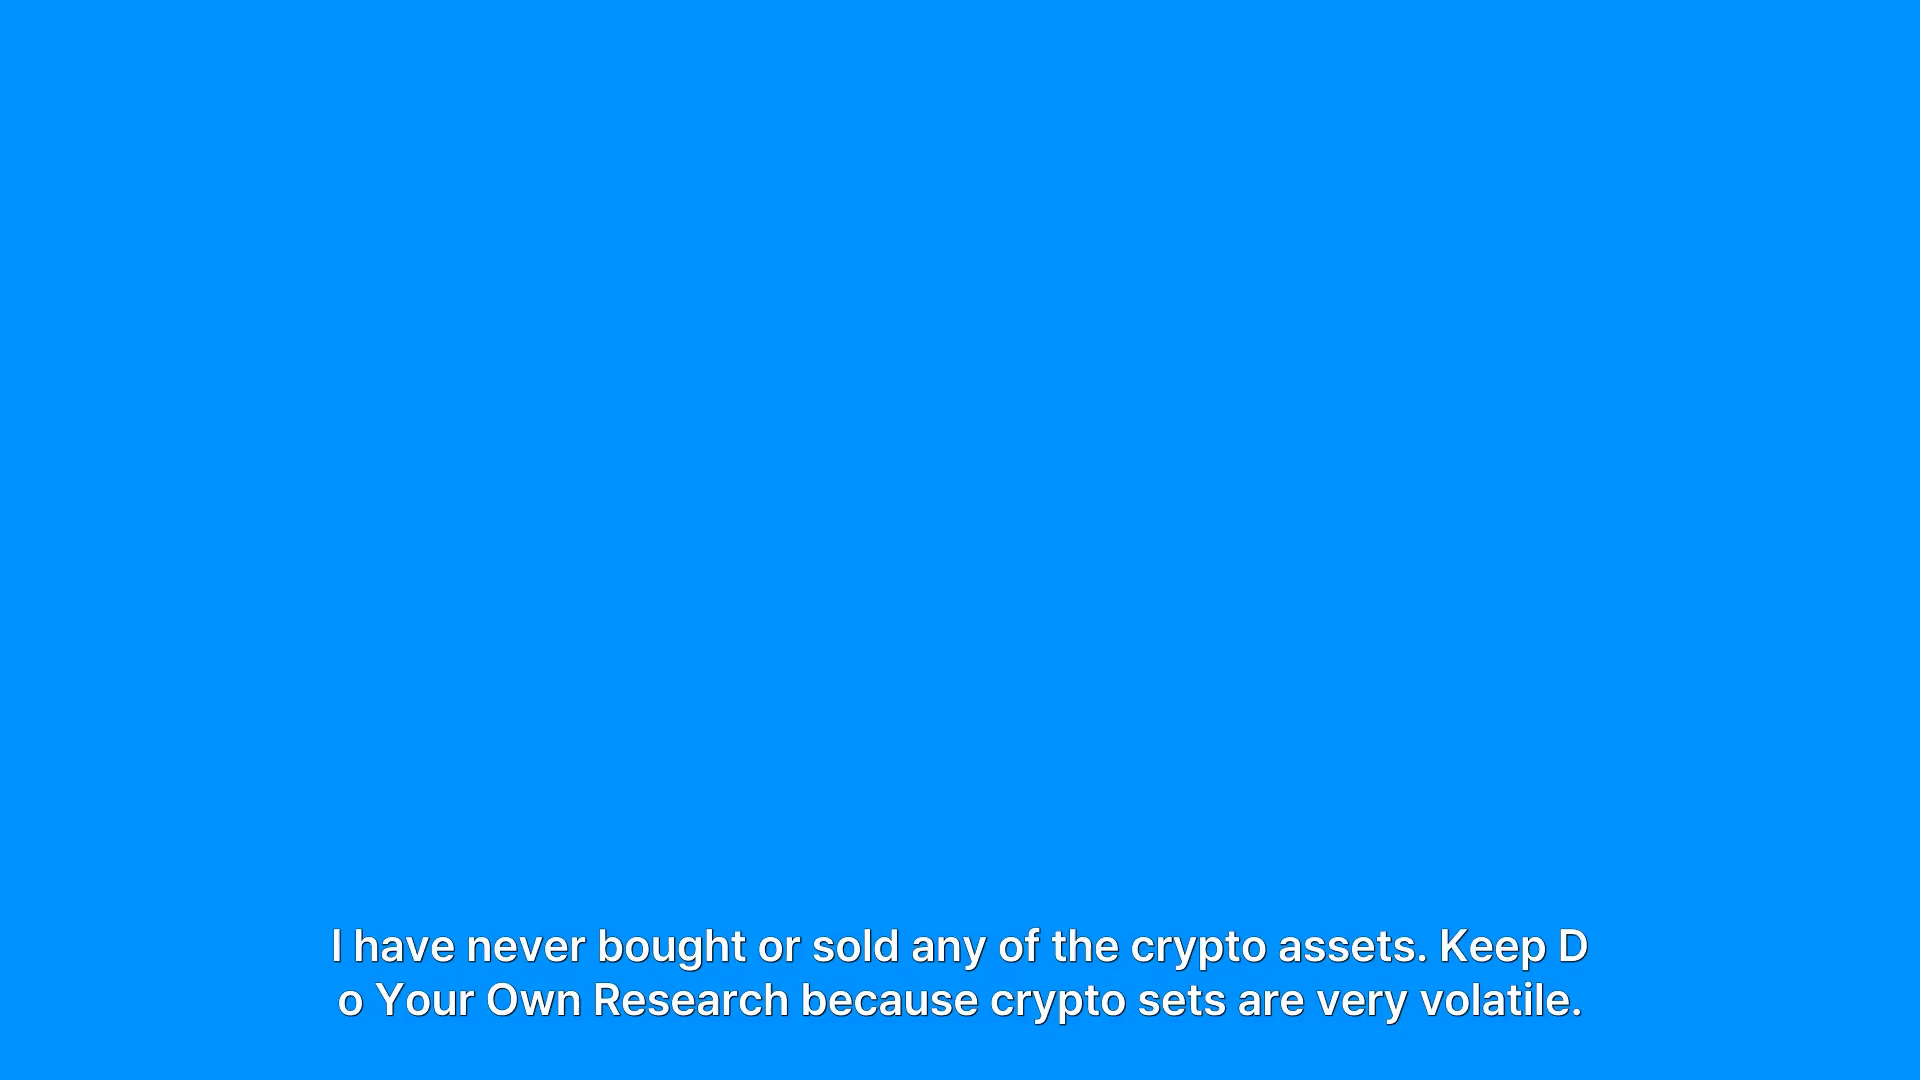 I have never bought or sold any of the crypto assets. Keep D
o Your Own Research because crypto sets are very volatile.